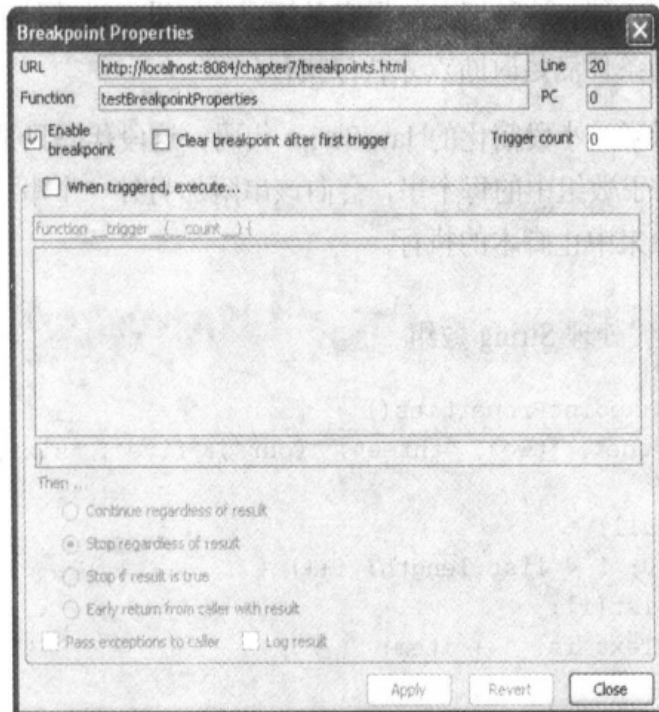 Breakpoint Properties
URL http://localhost:8084/chapter7/breakpoints.html Line 20
Function testBreakpointProperties PC 0
Enable breakpoint Clear breakpoint after first trigger Trigger count 0
When triggered, execute...
function __trigger__ (__count__) {
}
Then ...
Continue regardless of result
Stop regardless of result
Stop if result is true
Early return from caller with result
Pass exceptions to caller Log result
Apply Revert Close